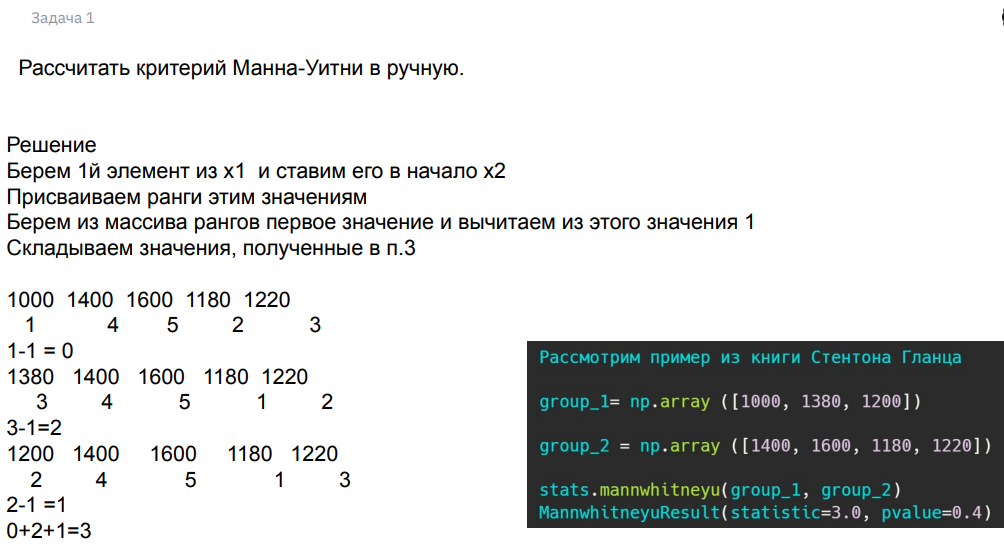 Задача 1
Рассчитать критерий Манна-Уитни в ручную.
Решение
Берем 1й элемент из x1 и ставим его в начало x2
Присваиваем ранги этим значениям
Берем из массива рангов первое значение и вычитаем из этого значения 1
Складываем значения, полученные в п.3
1000 1400 1600 1180 1220
1 4 5 2 3
1-1 = 0
1380 1400 1600 1180 1220
3 4 5 1 2
3-1=2
1200 1400 1600 1180 1220
2 4 5 1 3
2-1 =1
0+2+1=3
Рассмотрим пример из книги Стентона Гланца
group_1= np.array ([1000, 1380, 1200])
group_2 = np.array ([1400, 1600, 1180, 1220])
stats.mannwhitneyu(group_1, group_2)
MannwhitneyuResult(statistic=3.0, pvalue=0.4)